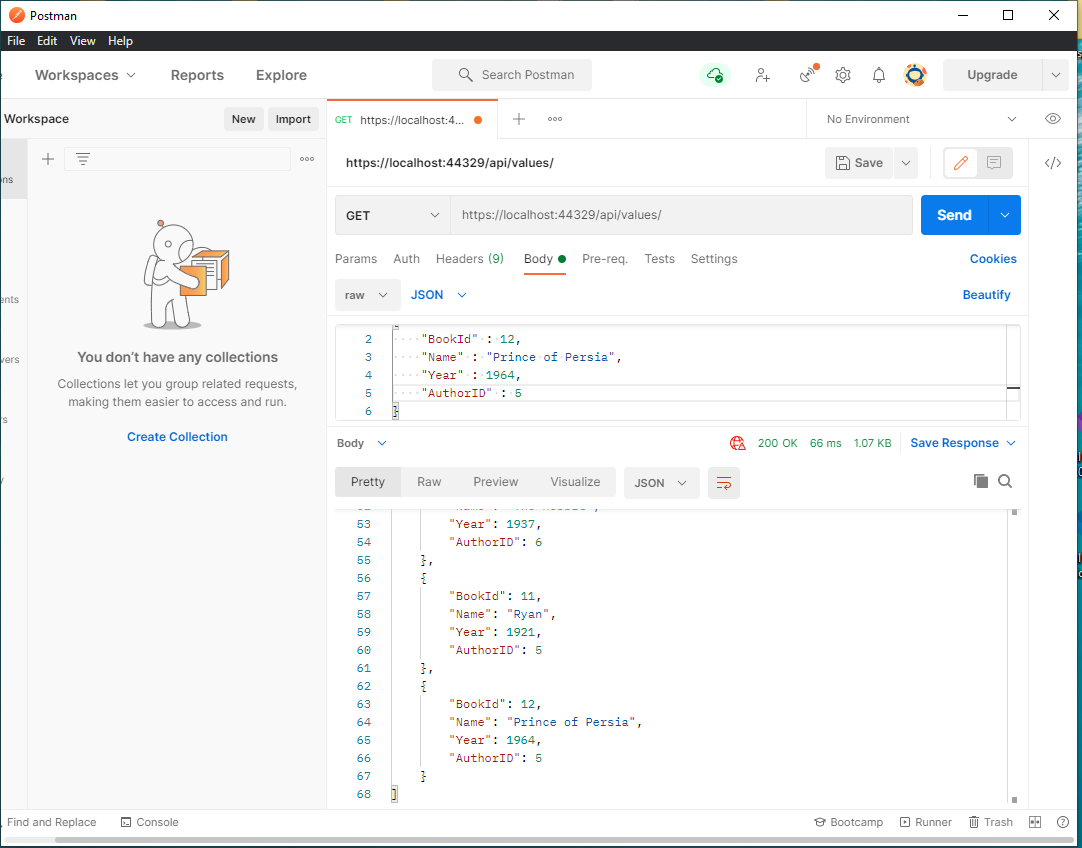 Postman
File Edit View Help
Workspaces Reports Explore Search Postman Upgrade
Workspace New Import
GET https://localhost:4... No Environment
https://localhost:44329/api/values/ Save
GET https://localhost:44329/api/values/ Send
Params Auth Headers (9) Body Pre-req. Tests Settings Cookies
raw JSON Beautify
2 "BookId" : 12,
3 "Name" : "Prince of Persia",
4 "Year" : 1964,
5 "AuthorID" : 5
6 }
You don't have any collections
Collections let you group related requests,
making them easier to access and run.
Create Collection
Body 200 OK 66 ms 1.07 KB Save Response
Pretty Raw Preview Visualize JSON
53 "Year": 1937,
54 "AuthorID": 6
55 },
56 {
57 "BookId": 11,
58 "Name": "Ryan",
59 "Year": 1921,
60 "AuthorID": 5
61 },
62 {
63 "BookId": 12,
64 "Name": "Prince of Persia",
65 "Year": 1964,
66 "AuthorID": 5
67 }
68 ]
Find and Replace Console Bootcamp Runner Trash